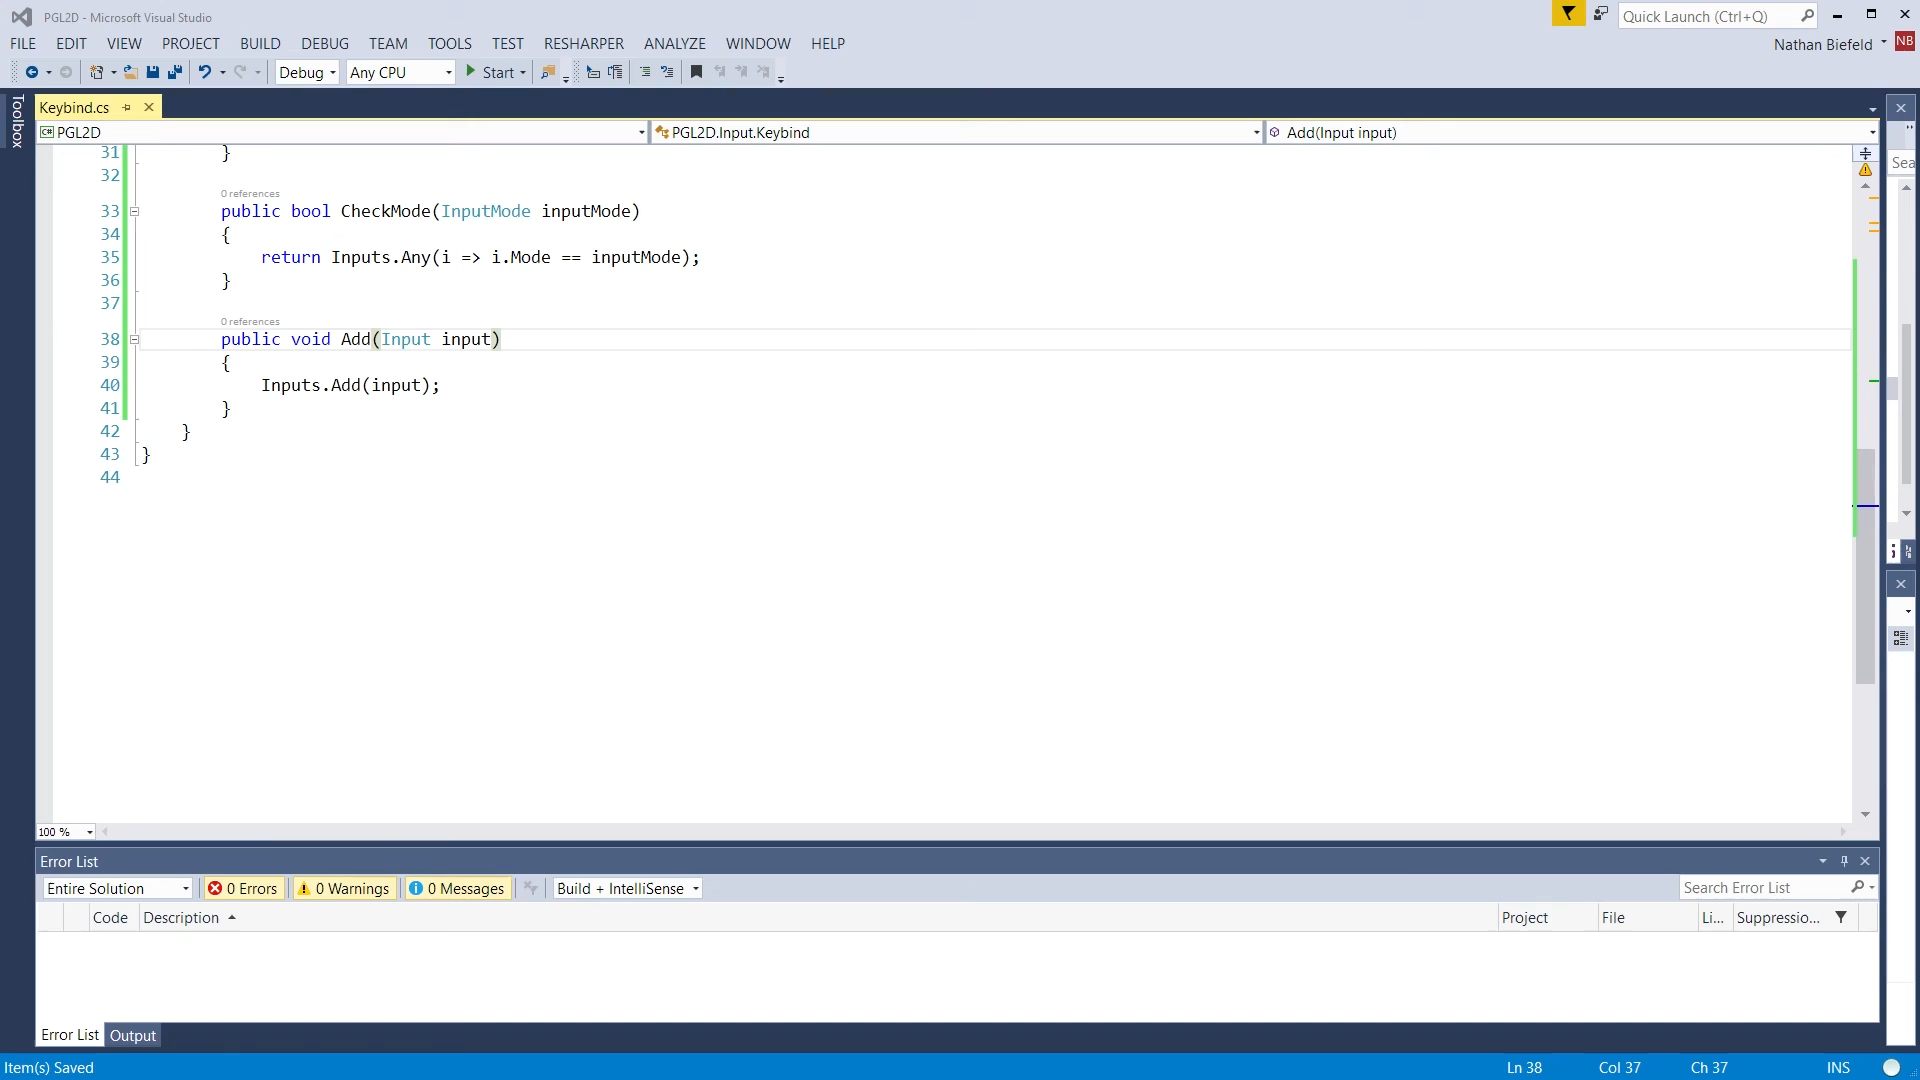 PGL2D - Microsoft Visual Studio
Quick Launch (Ctrl+Q)
FILE EDIT VIEW PROJECT BUILD DEBUG TEAM TOOLS TEST RESHARPER ANALYZE WINDOW HELP
Nathan Biefeld NB
Debug Any CPU Start
Toolbox
Keybind.cs
PGL2D PGL2D.Input.Keybind Add(Input input)
Sea
31 }
32
0 references
33 public bool CheckMode(InputMode inputMode)
34 {
35 return Inputs.Any(i => i.Mode == inputMode);
36 }
37
0 references
38 public void Add(Input input)
39 {
40 Inputs.Add(input);
41 }
42 }
43 }
44
100 %
Error List
Entire Solution 0 Errors 0 Warnings 0 Messages Build + IntelliSense Search Error List
Code Description Project File Li... Suppressio...
Error List Output
Item(s) Saved Ln 38 Col 37 Ch 37 INS